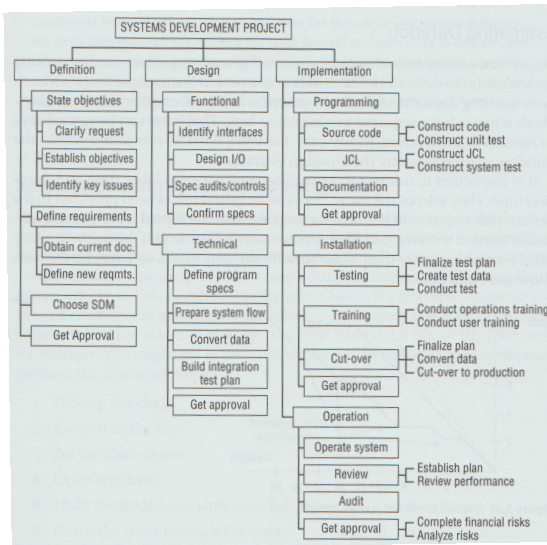 SYSTEMS DEVELOPMENT PROJECT
Definition
State objectives
Clarify request
Establish objectives
Identify key issues
Define requirements
Obtain current doc.
Define new reqmts.
Choose SDM
Get Approval
Design
Functional
Identify interfaces
Design I/O
Spec audits/controls
Confirm specs
Technical
Define program
specs
Prepare system flow
Convert data
Build integration
test plan
Get approval
Implementation
Programming
Source code
Construct code
Construct unit test
JCL
Construct JCL
Construct system test
Documentation
Get approval
Installation
Testing
Finalize test plan
Create test data
Conduct test
Training
Conduct operations training
Conduct user training
Cut-over
Finalize plan
Convert data
Cut-over to production
Get approval
Operation
Operate system
Review
Establish plan
Review performance
Audit
Get approval
Complete financial risks
Analyze risks